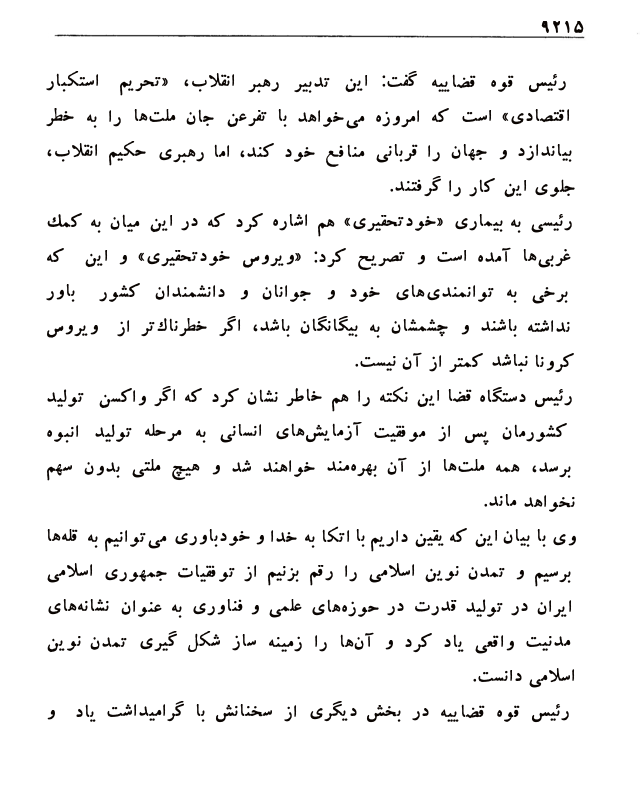 ۹۲۱۵
رئیس قوه قضاییه گفت: این تدبیر رهبر انقلاب، «تحریم استکبار
اقتصادی» است که امروزه می‌خواهد با تفرعن جان ملت‌ها را به خطر
بیاندازد و جهان را قربانی منافع خود کند، اما رهبری حکیم انقلاب،
جلوی این کار را گرفتند.
رئیسی به بیماری «خودتحقیری» هم اشاره کرد که در این میان به کمك
غربی‌ها آمده است و تصریح کرد: «ویروس خودتحقیری» و این که
برخی به توانمندی‌های خود و جوانان و دانشمندان کشور باور
نداشته باشند و چشمشان به بیگانگان باشد، اگر خطرناك‌تر از ویروس
کرونا نباشد کمتر از آن نیست.
رئیس دستگاه قضا این نکته را هم خاطر نشان کرد که اگر واکسن تولید
کشورمان پس از موفقیت آزمایش‌های انسانی به مرحله تولید انبوه
برسد، همه ملت‌ها از آن بهره‌مند خواهند شد و هیچ ملتی بدون سهم
نخواهد ماند.
وی با بیان این که یقین داریم با اتکا به خدا و خودباوری می‌توانیم به قله‌ها
برسیم و تمدن نوین اسلامی را رقم بزنیم از توفقیات جمهوری اسلامی
ایران در تولید قدرت در حوزه‌های علمی و فناوری به عنوان نشانه‌های
مدنیت واقعی یاد کرد و آن‌ها را زمینه ساز شکل گیری تمدن نوین
اسلامی دانست.
رئیس قوه قضاییه در بخش دیگری از سخنانش با گرامیداشت یاد و